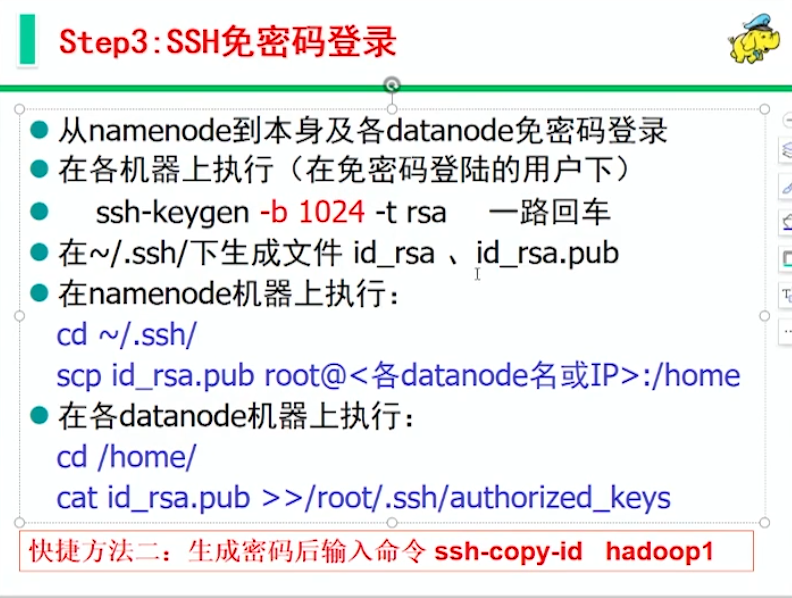 Step3:SSH免密码登录
从namenode到本身及各datanode免密码登录
在各机器上执行（在免密码登陆的用户下）
ssh-keygen -b 1024 -t rsa 一路回车
在~/.ssh/下生成文件 id_rsa 、id_rsa.pub
在namenode机器上执行：
cd ~/.ssh/
scp id_rsa.pub root@<各datanode名或IP>:/home
在各datanode机器上执行：
cd /home/
cat id_rsa.pub >>/root/.ssh/authorized_keys
快捷方法二：生成密码后输入命令 ssh-copy-id hadoop1